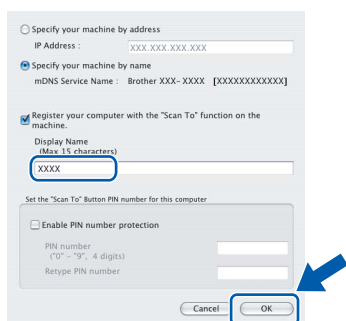 Specify your machine by address
IP Address : XXX.XXX.XXX.XXX
Specify your machine by name
mDNS Service Name : Brother XXX-XXXX [XXXXXXXXXXXX]
Register your computer with the "Scan To" function on the
machine.
Display Name
(Max 15 characters)
XXXX
Set the "Scan To" Button PIN number for this computer
Enable PIN number protection
PIN number
("0" - "9", 4 digits)
Retype PIN number
Cancel OK